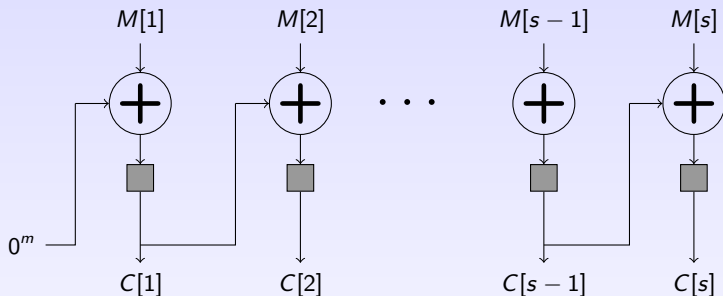 M[1] M[2] M[s − 1] M[s]
· · ·
0^m
C[1] C[2] C[s − 1] C[s]